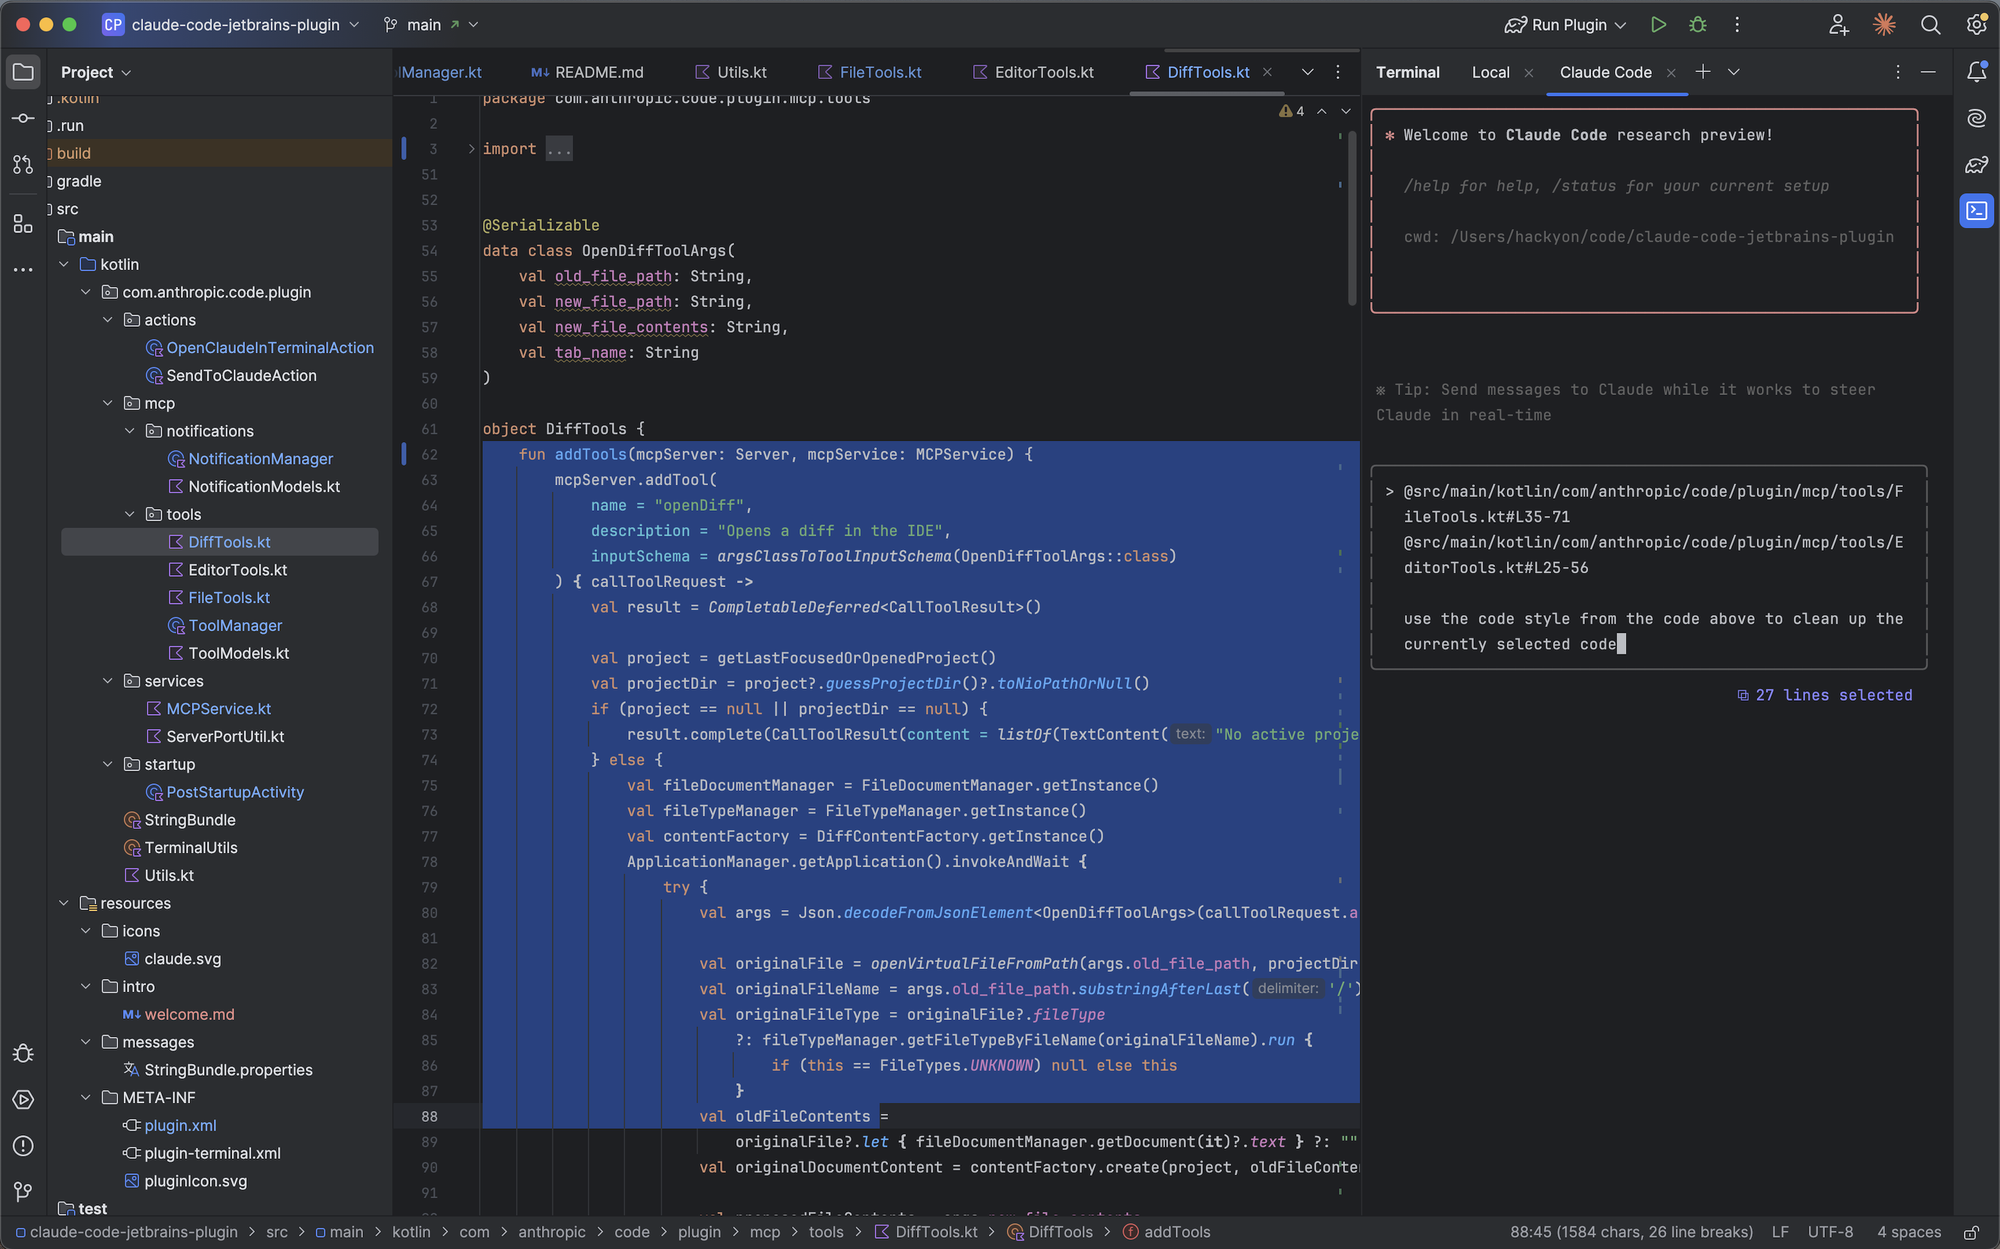 CP claude-code-jetbrains-plugin main Run Plugin
Project
.kotlin
.run
build
gradle
src
main
kotlin
com.anthropic.code.plugin
actions
OpenClaudeInTerminalAction
SendToClaudeAction
mcp
notifications
NotificationManager
NotificationModels.kt
tools
DiffTools.kt
EditorTools.kt
FileTools.kt
ToolManager
ToolModels.kt
services
MCPService.kt
ServerPortUtil.kt
startup
PostStartupActivity
StringBundle
TerminalUtils
Utils.kt
resources
icons
claude.svg
intro
M↓ welcome.md
messages
StringBundle.properties
META-INF
plugin.xml
plugin-terminal.xml
pluginIcon.svg
test
lManager.kt M↓ README.md Utils.kt FileTools.kt EditorTools.kt DiffTools.kt
4
1 package com.anthropic.code.plugin.mcp.tools
2
3 import ...
51
52
53 @Serializable
54 data class OpenDiffToolArgs(
55 val old_file_path: String,
56 val new_file_path: String,
57 val new_file_contents: String,
58 val tab_name: String
59 )
60
61 object DiffTools {
62 fun addTools(mcpServer: Server, mcpService: MCPService) {
63 mcpServer.addTool(
64 name = "openDiff",
65 description = "Opens a diff in the IDE",
66 inputSchema = argsClassToToolInputSchema(OpenDiffToolArgs::class)
67 ) { callToolRequest ->
68 val result = CompletableDeferred<CallToolResult>()
69
70 val project = getLastFocusedOrOpenedProject()
71 val projectDir = project?.guessProjectDir()?.toNioPathOrNull()
72 if (project == null || projectDir == null) {
73 result.complete(CallToolResult(content = listOf(TextContent( text: "No active proje
74 } else {
75 val fileDocumentManager = FileDocumentManager.getInstance()
76 val fileTypeManager = FileTypeManager.getInstance()
77 val contentFactory = DiffContentFactory.getInstance()
78 ApplicationManager.getApplication().invokeAndWait {
79 try {
80 val args = Json.decodeFromJsonElement<OpenDiffToolArgs>(callToolRequest.a
81
82 val originalFile = openVirtualFileFromPath(args.old_file_path, projectDir
83 val originalFileName = args.old_file_path.substringAfterLast( delimiter: '/')
84 val originalFileType = originalFile?.fileType
85 ?: fileTypeManager.getFileTypeByFileName(originalFileName).run {
86 if (this == FileTypes.UNKNOWN) null else this
87 }
88 val oldFileContents =
89 originalFile?.let { fileDocumentManager.getDocument(it)?.text } ?: ""
90 val originalDocumentContent = contentFactory.create(project, oldFileConte
91
Terminal Local Claude Code
* Welcome to Claude Code research preview!
/help for help, /status for your current setup
cwd: /Users/hackyon/code/claude-code-jetbrains-plugin
※ Tip: Send messages to Claude while it works to steer
Claude in real-time
> @src/main/kotlin/com/anthropic/code/plugin/mcp/tools/F
ileTools.kt#L35-71
@src/main/kotlin/com/anthropic/code/plugin/mcp/tools/E
ditorTools.kt#L25-56
use the code style from the code above to clean up the
currently selected code
27 lines selected
claude-code-jetbrains-plugin > src > main > kotlin > com > anthropic > code > plugin > mcp > tools > DiffTools.kt > DiffTools > addTools 88:45 (1584 chars, 26 line breaks) LF UTF-8 4 spaces